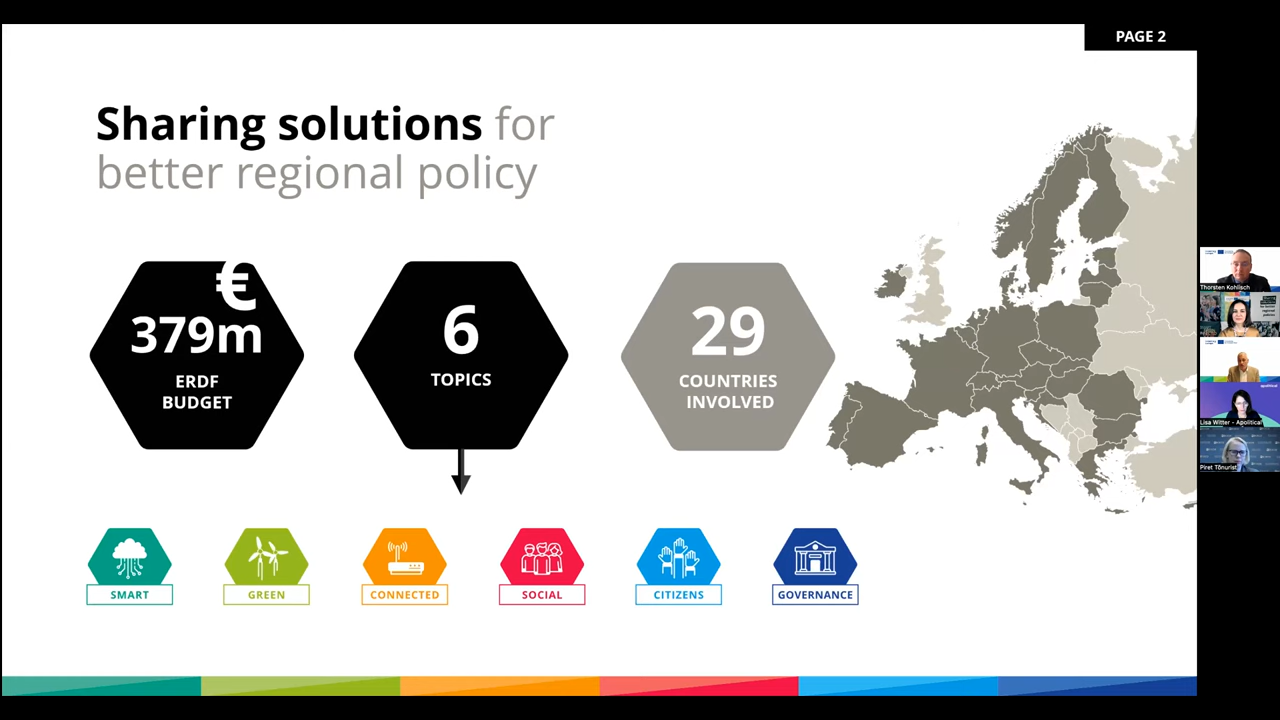 PAGE 2
Sharing solutions for
better regional policy
€
379m
ERDF
BUDGET
6
TOPICS
29
COUNTRIES
INVOLVED
SMART
GREEN
CONNECTED
SOCIAL
CITIZENS
GOVERNANCE
Thorsten Kohlisch
apolitical
Lisa Witter - Apolitical
Piret Tõnurist